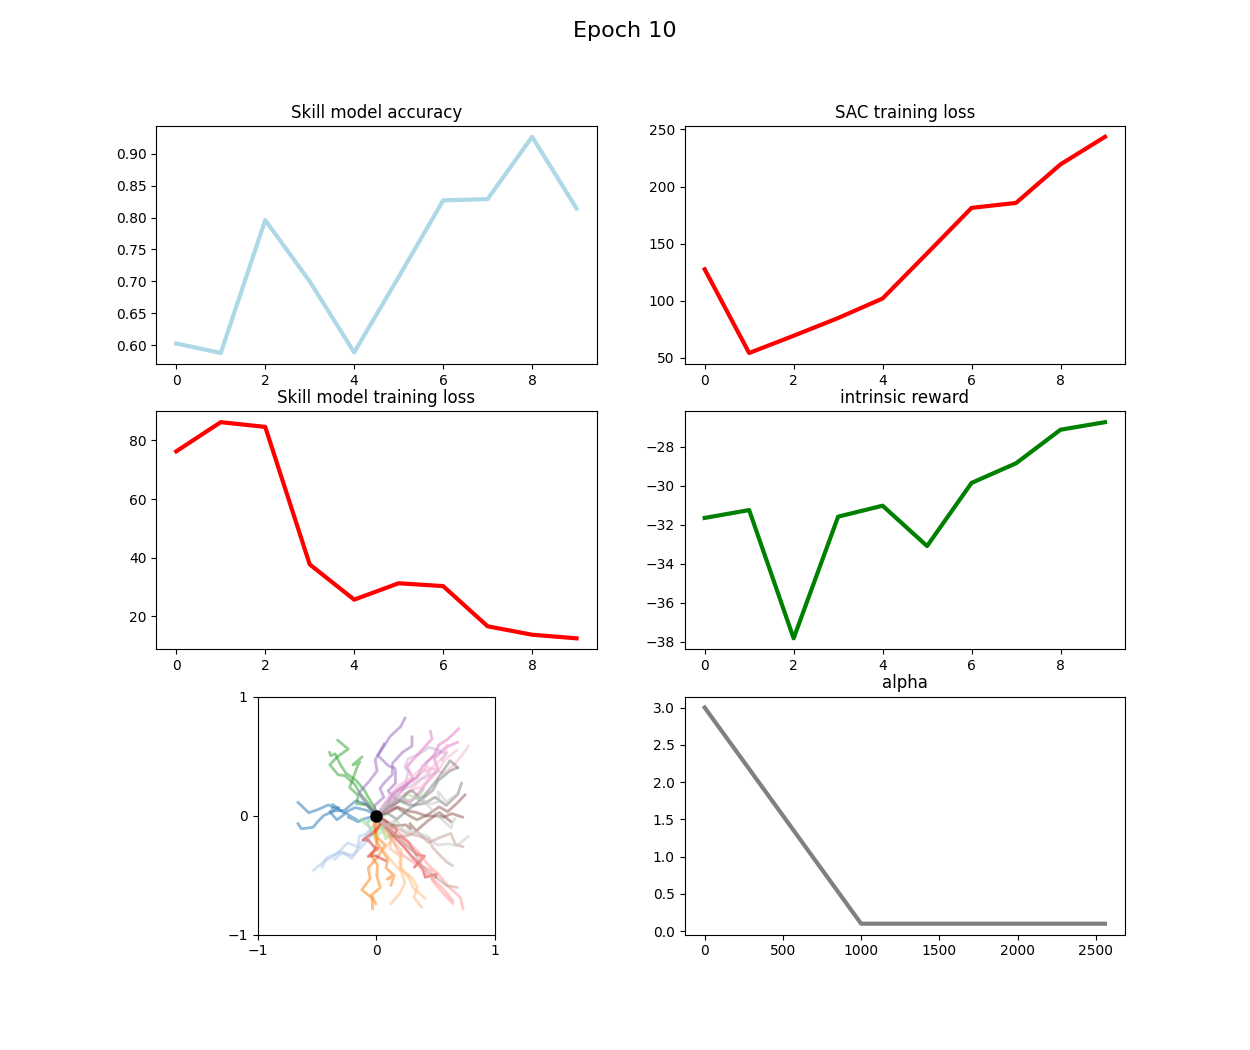 Epoch 10
Skill model accuracy
0.90
0.85
0.80
0.75
0.70
0.65
0.60
0 2 4 6 8
SAC training loss
250
200
150
100
50
0 2 4 6 8
Skill model training loss
80
60
40
20
0 2 4 6 8
intrinsic reward
−28
−30
−32
−34
−36
−38
0 2 4 6 8
1
0
−1
−1 0 1
alpha
3.0
2.5
2.0
1.5
1.0
0.5
0.0
0 500 1000 1500 2000 2500